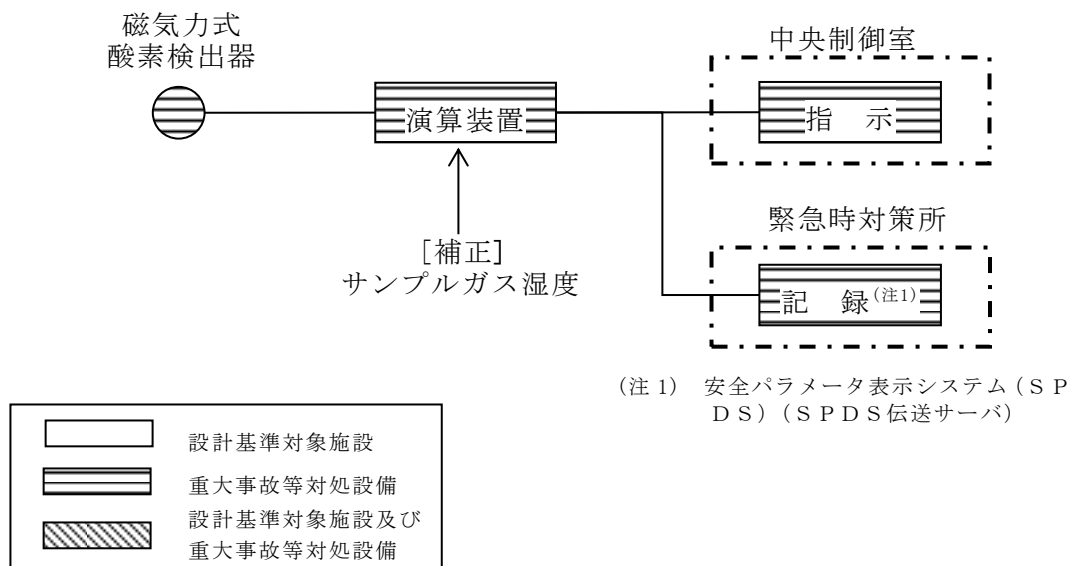 磁気力式
酸素検出器
演算装置
[補正]
サンプルガス湿度
中央制御室
指　示
緊急時対策所
記　録(注1)
(注 1)　安全パラメータ表示システム（ＳＰ
ＤＳ）（ＳＰＤＳ伝送サーバ）
設計基準対象施設
重大事故等対処設備
設計基準対象施設及び
重大事故等対処設備